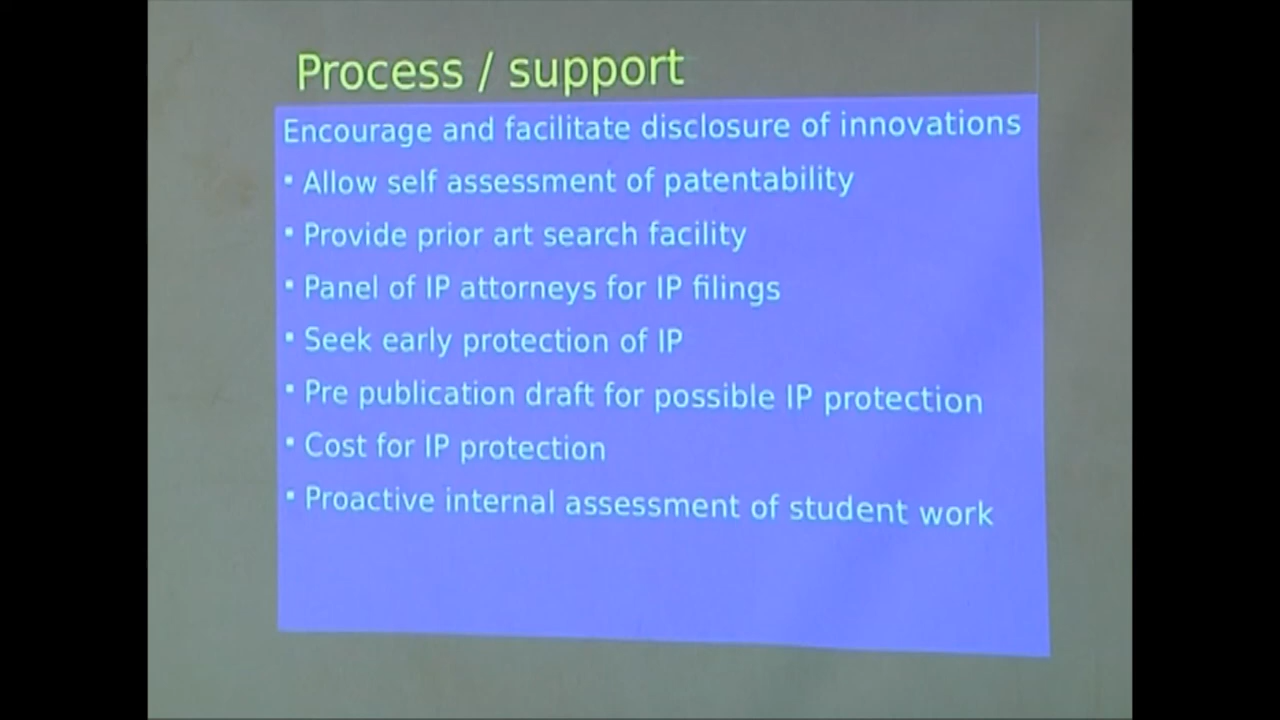 Process / support
Encourage and facilitate disclosure of innovations
▪ Allow self assessment of patentability
▪ Provide prior art search facility
▪ Panel of IP attorneys for IP filings
▪ Seek early protection of IP
▪ Pre publication draft for possible IP protection
▪ Cost for IP protection
▪ Proactive internal assessment of student work